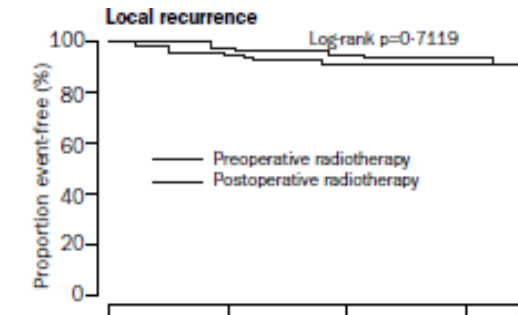 Local recurrence
Log-rank p=0·7119
Proportion event-free (%)
100
80
60
40
20
0
Preoperative radiotherapy
Postoperative radiotherapy